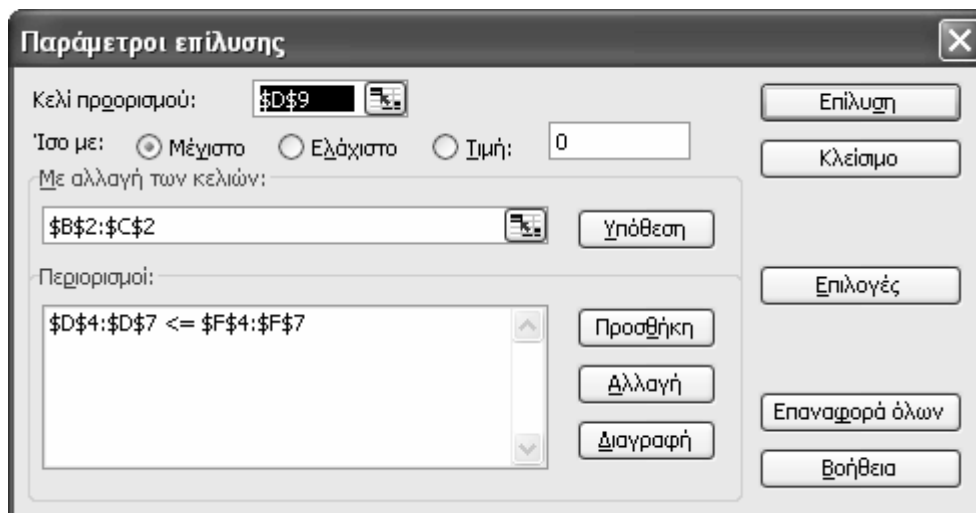 Παράμετροι επίλυσης
Κελί προορισμού: $D$9 Επίλυση
Ίσο με: Μέγιστο Ελάχιστο Τιμή: 0 Κλείσιμο
Με αλλαγή των κελιών:
$B$2:$C$2 Υπόθεση
Περιορισμοί: Επιλογές
$D$4:$D$7 <= $F$4:$F$7 Προσθήκη
Αλλαγή
Επαναφορά όλων
Διαγραφή
Βοήθεια